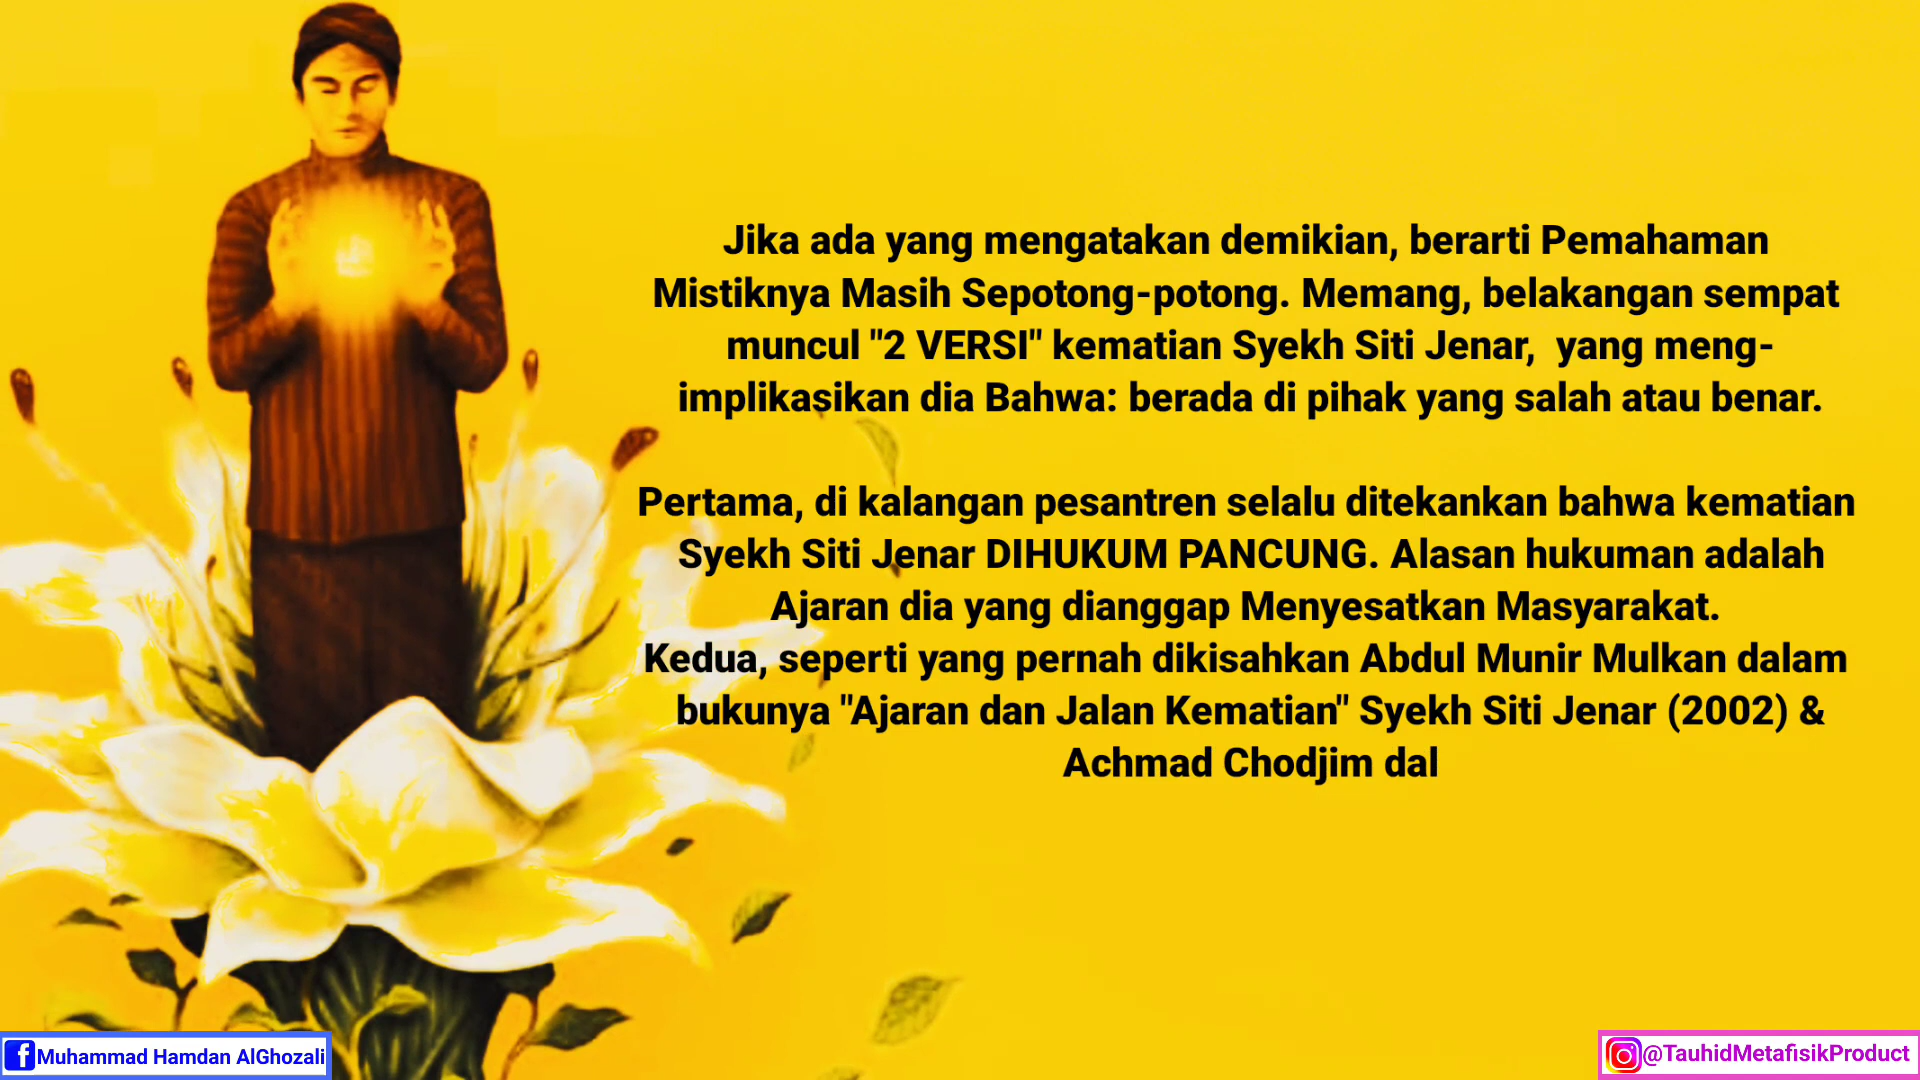 Jika ada yang mengatakan demikian, berarti Pemahaman
Mistiknya Masih Sepotong-potong. Memang, belakangan sempat
muncul "2 VERSI" kematian Syekh Siti Jenar,  yang meng-
implikasikan dia Bahwa: berada di pihak yang salah atau benar.
Pertama, di kalangan pesantren selalu ditekankan bahwa kematian
Syekh Siti Jenar DIHUKUM PANCUNG. Alasan hukuman adalah
Ajaran dia yang dianggap Menyesatkan Masyarakat.
Kedua, seperti yang pernah dikisahkan Abdul Munir Mulkan dalam
bukunya "Ajaran dan Jalan Kematian" Syekh Siti Jenar (2002) &
Achmad Chodjim dal
Muhammad Hamdan AlGhozali
@TauhidMetafisikProduct